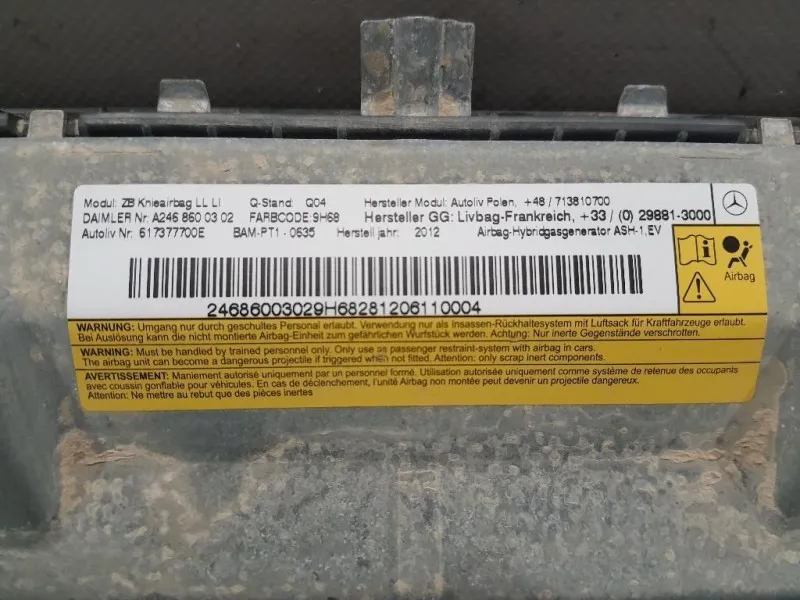 Modul: ZB Knieairbag LL LI Q-Stand: Q04 Hersteller Modul: Autoliv Polen, +48/713810700
DAIMLER Nr: A246 860 03 02 FARBCODE: 9H68 Hersteller GG: Livbag-Frankreich, +33/ (0) 29881-3000
Autoliv Nr: 617377700E BAM-PT1 - 0635 Herstelljahr: 2012 Airbag-Hybridgasgenerator ASH-1,EV
24686003029H68281206110004
Airbag
WARNUNG: Umgang nur durch geschultes Personal erlaubt. Verwendung nur als Insassen-Rückhaltesystem mit Luftsack für Kraftfahrzeuge erlaubt.
Bei Auslösung kann die nicht montierte Airbag-Einheit zum gefährlichen Wurfstück werden. Achtung: Nur inerte Gegenstände verschrotten.
WARNING: Must be handled by trained personnel only. Only use as passenger restraint-system with airbag in cars.
The airbag unit can become a dangerous projectile if triggered when not fitted. Attention: only scrap inert components.
AVERTISSEMENT: Maniement autorisé uniquement par un personnel formé. Utilisation autorisée uniquement comme système de retenue des occupants
avec coussin gonflable pour véhicules. En cas de déclenchement, l'unité Airbag non montée peut devenir un projectile dangereux.
Attention: Ne mettre au rebut que des pièces inertes